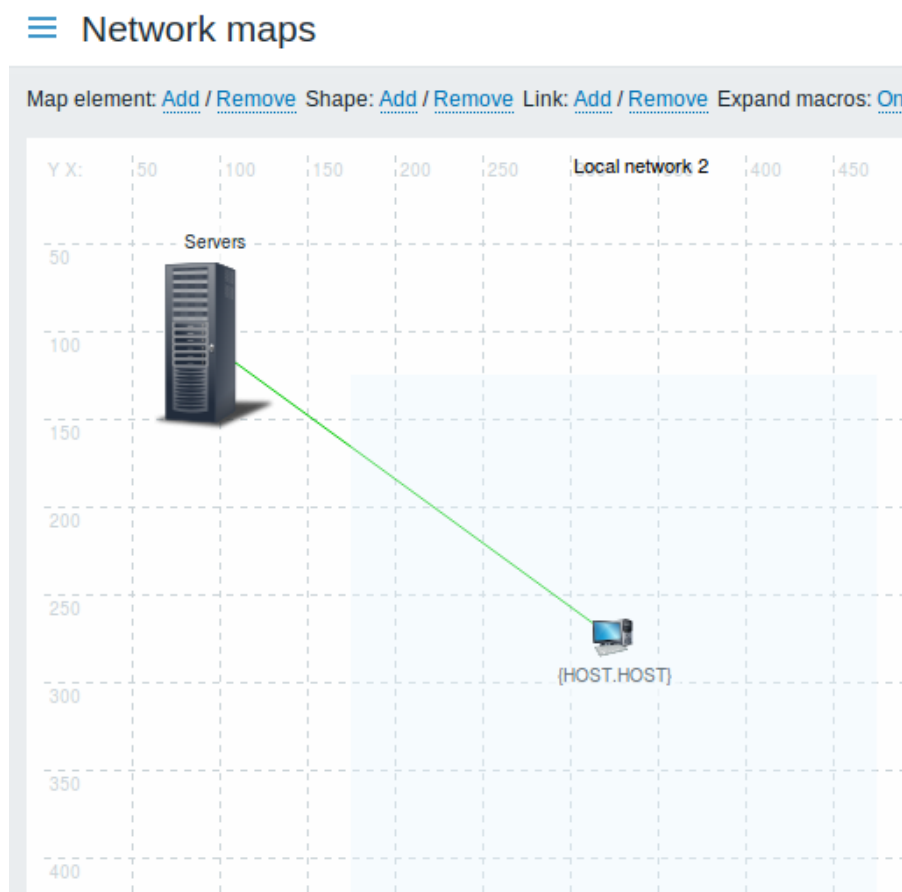 Network maps
Map element: Add / Remove Shape: Add / Remove Link: Add / Remove Expand macros: On
Y X: 50 100 150 200 250 Local network 2 400 450
Servers
50
100
150
200
250
{HOST.HOST}
300
350
400